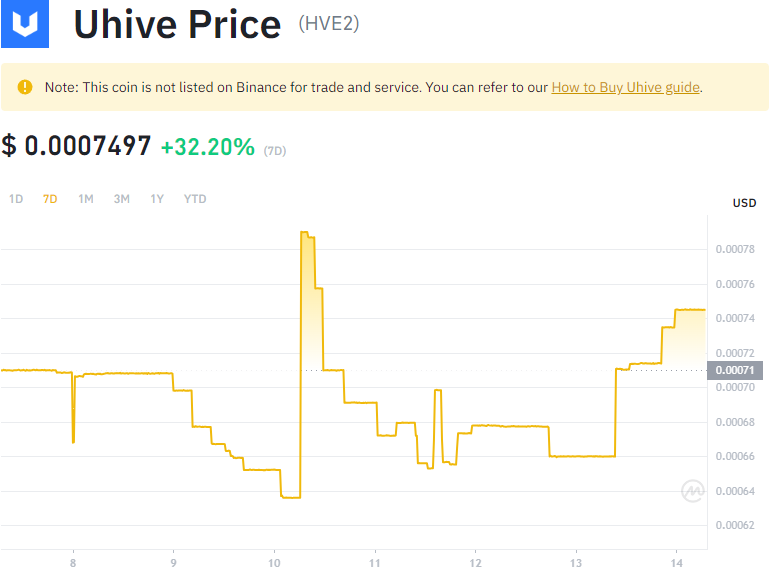 Uhive Price (HVE2)
Note: This coin is not listed on Binance for trade and service. You can refer to our How to Buy Uhive guide.
$ 0.0007497 +32.20% (7D)
1D 7D 1M 3M 1Y YTD
USD
0.00078
0.00076
0.00074
0.00072
0.00071
0.00070
0.00068
0.00066
0.00064
0.00062
8 9 10 11 12 13 14